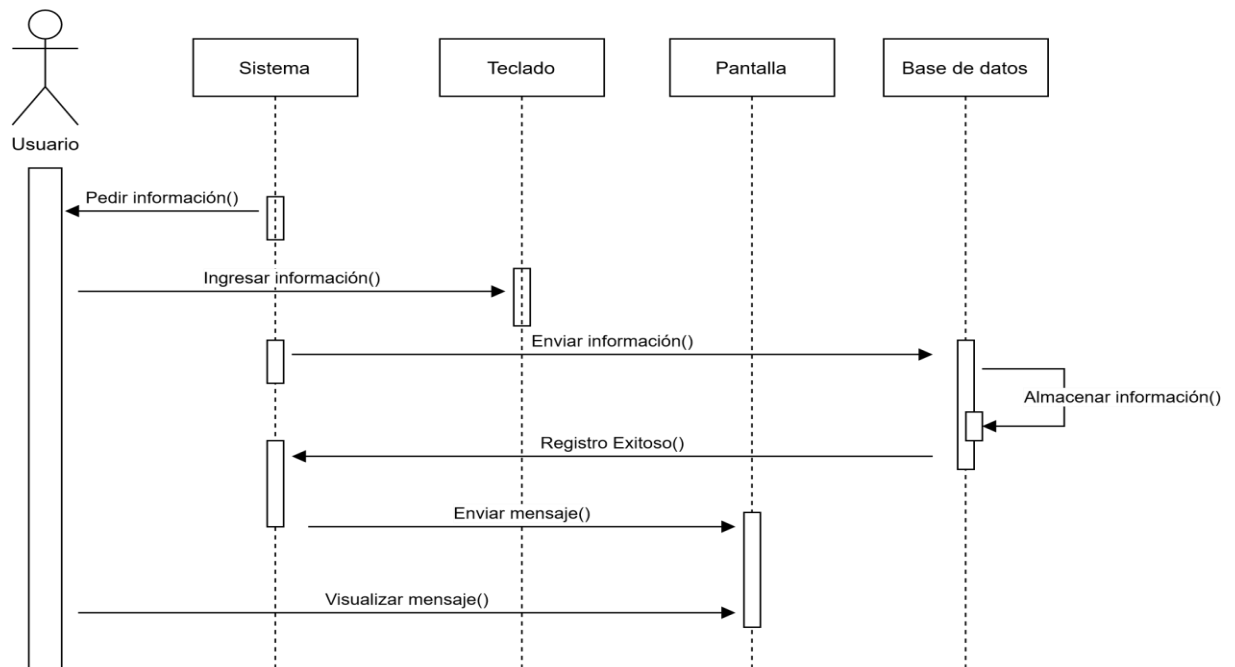 Sistema
Teclado
Pantalla
Base de datos
Usuario
Pedir información()
Ingresar información()
Enviar información()
Almacenar información()
Registro Exitoso()
Enviar mensaje()
Visualizar mensaje()